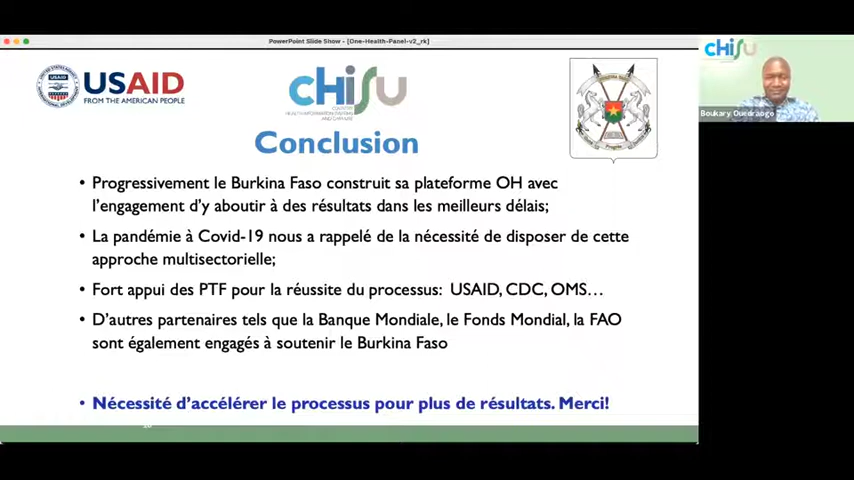 PowerPoint Slide Show - [One-Health-Panel-v2_rk]
USAID
USAID
FROM THE AMERICAN PEOPLE
CHISU
COUNTRY
HEALTH INFORMATION SYSTEMS
AND DATA USE
Conclusion
• Progressivement le Burkina Faso construit sa plateforme OH avec
l'engagement d'y aboutir à des résultats dans les meilleurs délais;
• La pandémie à Covid-19 nous a rappelé de la nécessité de disposer de cette
approche multisectorielle;
• Fort appui des PTF pour la réussite du processus: USAID, CDC, OMS…
• D'autres partenaires tels que la Banque Mondiale, le Fonds Mondial, la FAO
sont également engagés à soutenir le Burkina Faso
• Nécessité d'accélérer le processus pour plus de résultats. Merci!
CHISU
Boukary Ouedraogo